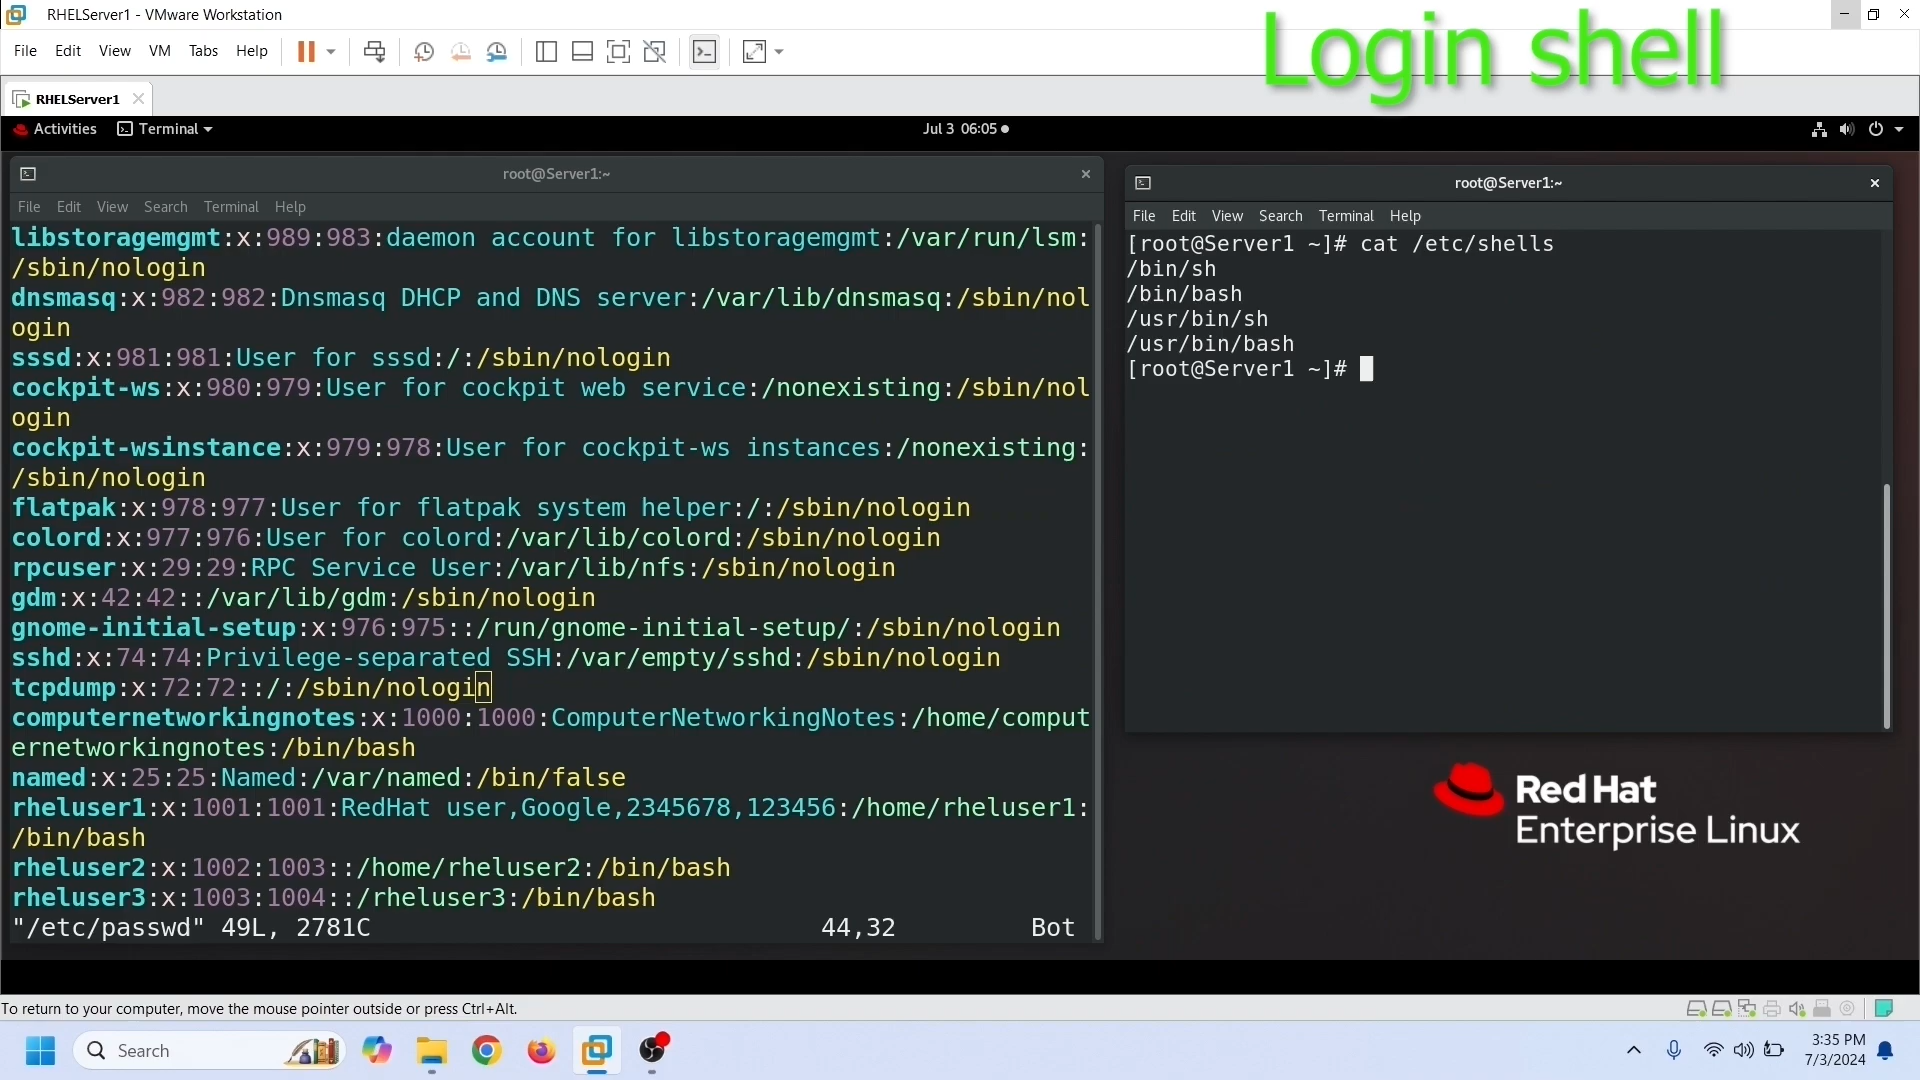 RHELServer1 - VMware Workstation
Login shell
File Edit View VM Tabs Help
RHELServer1
Activities Terminal Jul 3 06:05
root@Server1:~
File Edit View Search Terminal Help
libstoragemgmt:x:989:983:daemon account for libstoragemgmt:/var/run/lsm:
/sbin/nologin
dnsmasq:x:982:982:Dnsmasq DHCP and DNS server:/var/lib/dnsmasq:/sbin/nol
ogin
sssd:x:981:981:User for sssd:/:/sbin/nologin
cockpit-ws:x:980:979:User for cockpit web service:/nonexisting:/sbin/nol
ogin
cockpit-wsinstance:x:979:978:User for cockpit-ws instances:/nonexisting:
/sbin/nologin
flatpak:x:978:977:User for flatpak system helper:/:/sbin/nologin
colord:x:977:976:User for colord:/var/lib/colord:/sbin/nologin
rpcuser:x:29:29:RPC Service User:/var/lib/nfs:/sbin/nologin
gdm:x:42:42::/var/lib/gdm:/sbin/nologin
gnome-initial-setup:x:976:975::/run/gnome-initial-setup/:/sbin/nologin
sshd:x:74:74:Privilege-separated SSH:/var/empty/sshd:/sbin/nologin
tcpdump:x:72:72::/:/sbin/nologin
computernetworkingnotes:x:1000:1000:ComputerNetworkingNotes:/home/comput
ernetworkingnotes:/bin/bash
named:x:25:25:Named:/var/named:/bin/false
rheluser1:x:1001:1001:RedHat user,Google,2345678,123456:/home/rheluser1:
/bin/bash
rheluser2:x:1002:1003::/home/rheluser2:/bin/bash
rheluser3:x:1003:1004::/rheluser3:/bin/bash
"/etc/passwd" 49L, 2781C 44,32 Bot
root@Server1:~
File Edit View Search Terminal Help
[root@Server1 ~]# cat /etc/shells
/bin/sh
/bin/bash
/usr/bin/sh
/usr/bin/bash
[root@Server1 ~]#
Red Hat
Enterprise Linux
To return to your computer, move the mouse pointer outside or press Ctrl+Alt.
Search
3:35 PM
7/3/2024